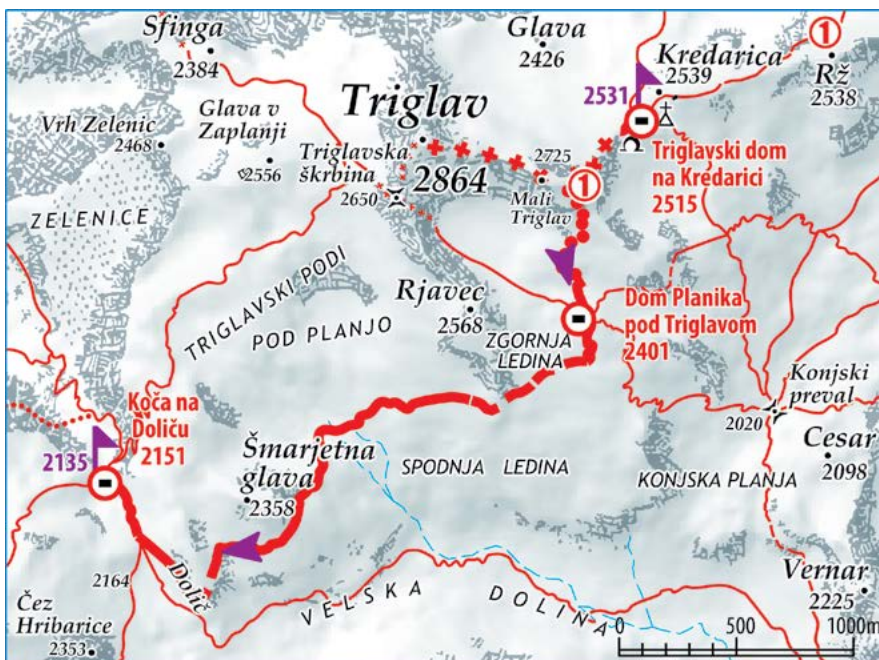 Sfinga
2384
Glava
2426
1
Kredarica
2539
2531
Rž
2538
Triglav
2864
Vrh Zelenic
2468
Glava v
Zaplanji
2556
Triglavska
škrbina
2650
2725
Mali
Triglav
1
Triglavski dom
na Kredarici
2515
ZELENICE
TRIGLAVSKI PODI
POD PLANJO
Rjavec
2568
ZGORNJA
LEDINA
Dom Planika
pod Triglavom
2401
Konjski
preval
2020
Koča na
Doliču
2151
2135
Šmarjetna
glava
2358
SPODNJA LEDINA
KONJSKA PLANJA
Cesar
2098
Dolič
2164
VELSKA DOLINA
Vernar
2225
Čez
Hribarice
2353
0 500 1000m